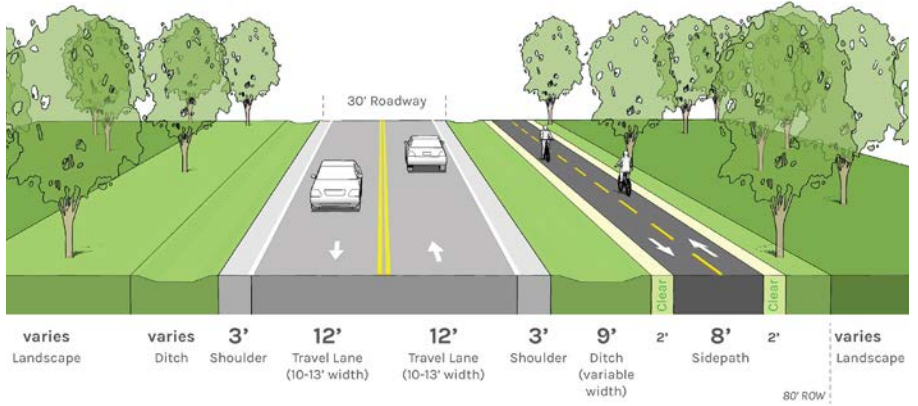 30' Roadway
Clear
Clear
varies
Landscape
varies
Ditch
3'
Shoulder
12'
Travel Lane
(10-13' width)
12'
Travel Lane
(10-13' width)
3'
Shoulder
9'
Ditch
(variable
width)
2'
8'
Sidepath
2'
80' ROW
varies
Landscape